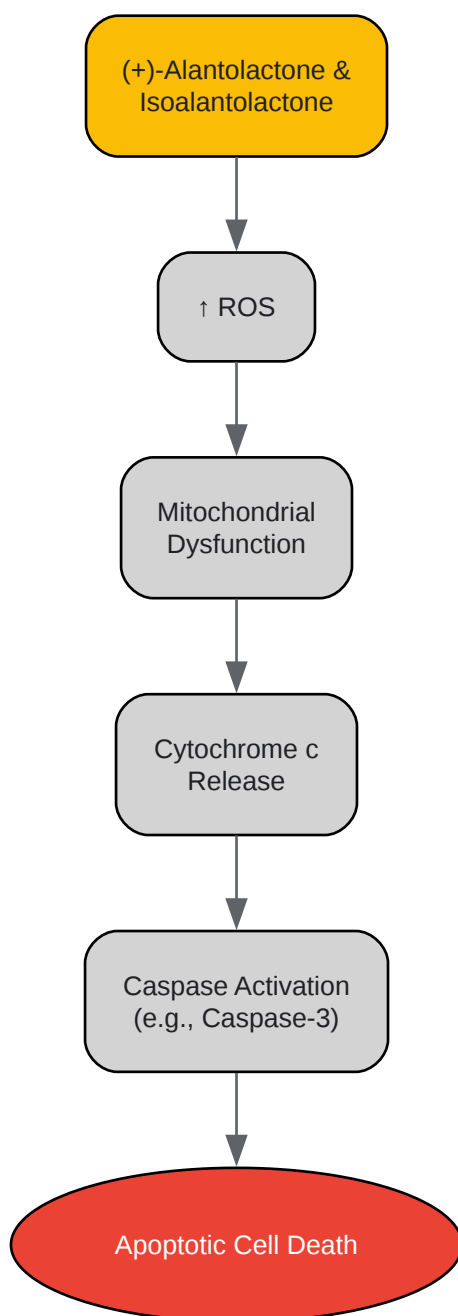 (+)-Alantolactone &
Isoalantolactone
↑ ROS
Mitochondrial
Dysfunction
Cytochrome c
Release
Caspase Activation
(e.g., Caspase-3)
Apoptotic Cell Death